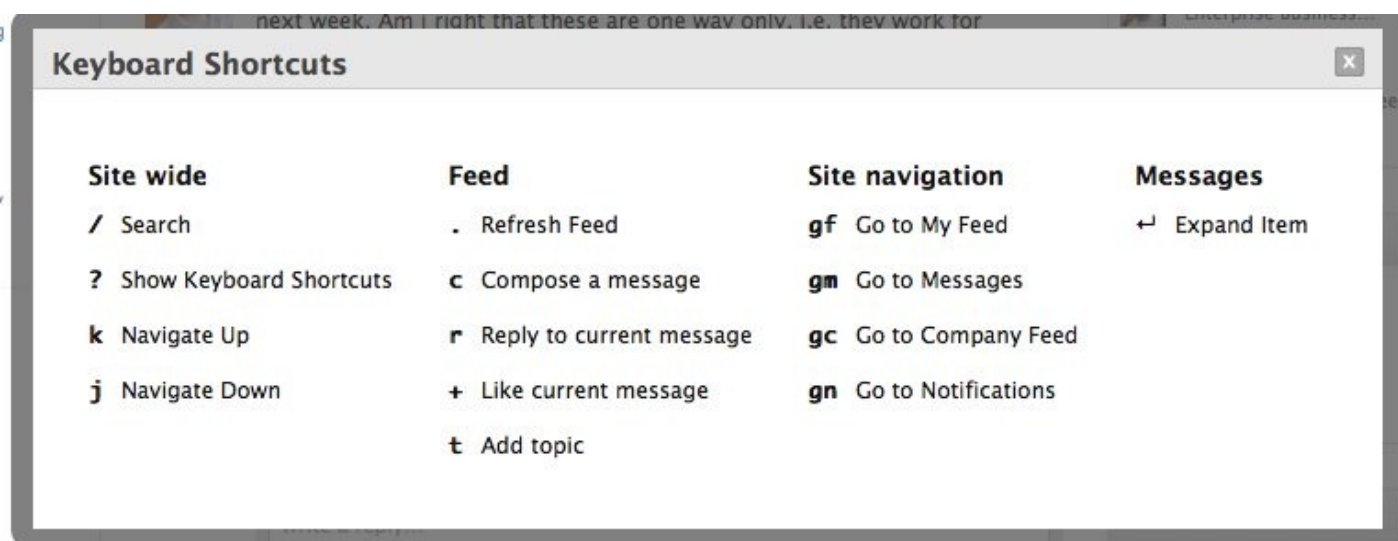 next week. Am I right that these are one way only, i.e. they work for
Enterprise business...
Keyboard Shortcuts
x
Site wide
/ Search
? Show Keyboard Shortcuts
k Navigate Up
j Navigate Down
Feed
. Refresh Feed
c Compose a message
r Reply to current message
+ Like current message
t Add topic
Site navigation
gf Go to My Feed
gm Go to Messages
gc Go to Company Feed
gn Go to Notifications
Messages
↵ Expand Item